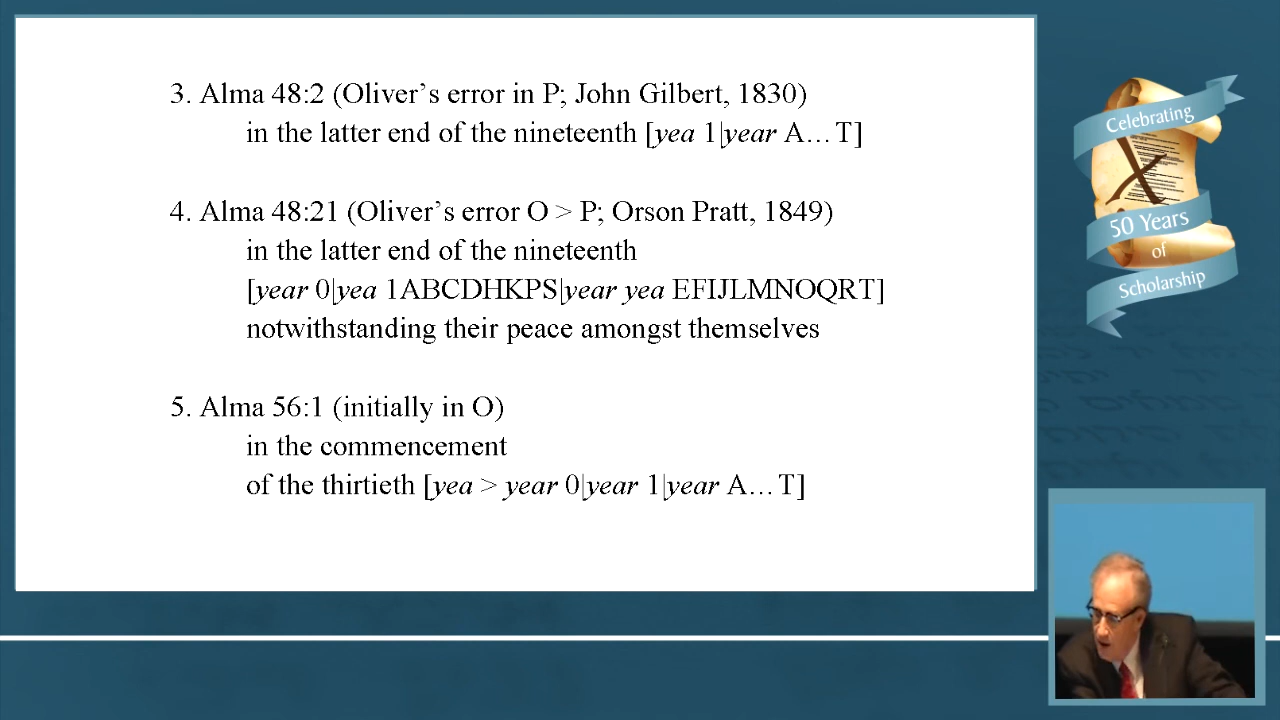 3. Alma 48:2 (Oliver's error in P; John Gilbert, 1830)
in the latter end of the nineteenth [yea 1|year A…T]
4. Alma 48:21 (Oliver's error O > P; Orson Pratt, 1849)
in the latter end of the nineteenth
[year 0|yea 1ABCDHKPS|year yea EFIJLMNOQRT]
notwithstanding their peace amongst themselves
5. Alma 56:1 (initially in O)
in the commencement
of the thirtieth [yea > year 0|year 1|year A…T]
Celebrating
50 Years
of
Scholarship